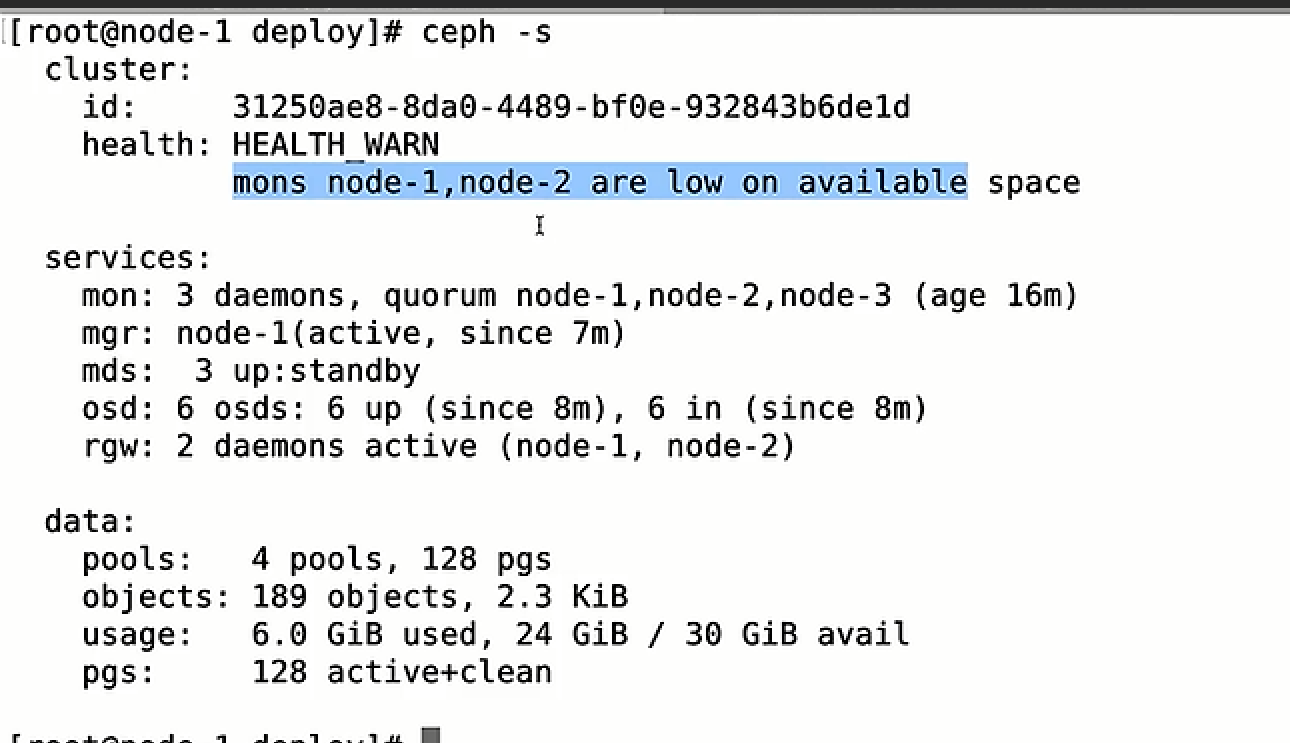 [[root@node-1 deploy]# ceph -s
  cluster:
    id:     31250ae8-8da0-4489-bf0e-932843b6de1d
    health: HEALTH_WARN
            mons node-1,node-2 are low on available space

  services:
    mon: 3 daemons, quorum node-1,node-2,node-3 (age 16m)
    mgr: node-1(active, since 7m)
    mds:  3 up:standby
    osd: 6 osds: 6 up (since 8m), 6 in (since 8m)
    rgw: 2 daemons active (node-1, node-2)

  data:
    pools:   4 pools, 128 pgs
    objects: 189 objects, 2.3 KiB
    usage:   6.0 GiB used, 24 GiB / 30 GiB avail
    pgs:     128 active+clean

[root@node-1 deploy]#